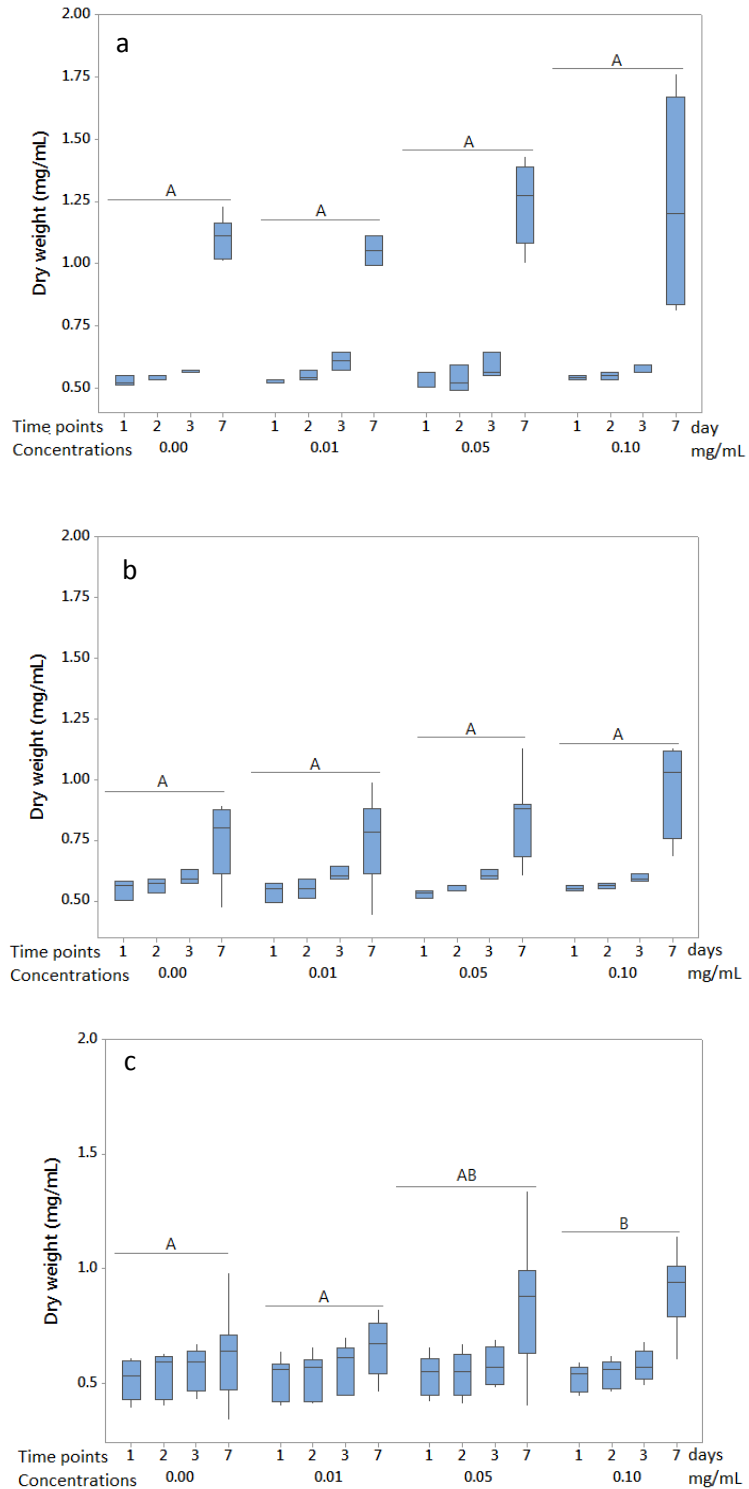 2.00
a
A
1.75
A
1.50
Dry weight (mg/mL)
A
A
1.25
1.00
0.75
0.50
Time points 1 2 3 7 1 2 3 7 1 2 3 7 1 2 3 7 day
Concentrations 0.00 0.01 0.05 0.10 mg/mL
2.00
b
1.75
1.50
Dry weight (mg/mL)
1.25
A
A
A
A
1.00
0.75
0.50
Time points 1 2 3 7 1 2 3 7 1 2 3 7 1 2 3 7 days
Concentrations 0.00 0.01 0.05 0.10 mg/mL
2.0
c
1.5
Dry weight (mg/mL)
AB
B
A
1.0
A
0.5
Time points 1 2 3 7 1 2 3 7 1 2 3 7 1 2 3 7 days
Concentrations 0.00 0.01 0.05 0.10 mg/mL